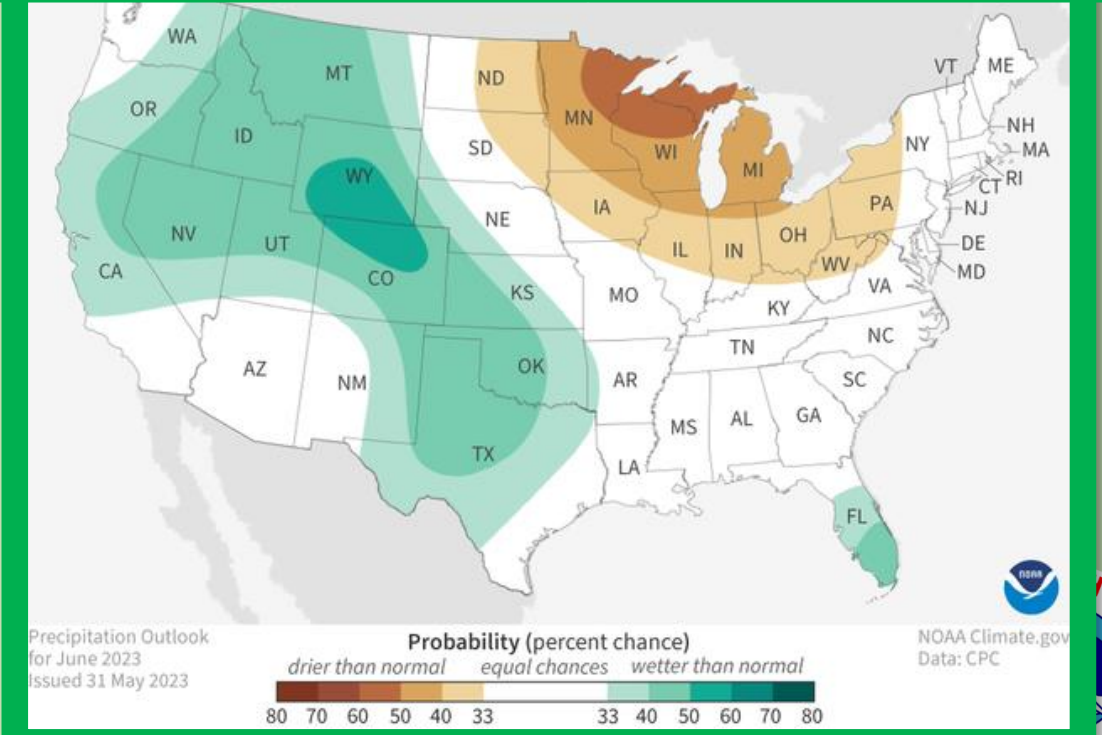 WA
MT
ND
VT
ME
OR
MN
ID
NY
NH
SD
WI
MA
WY
MI
RI
CT
IA
PA
NJ
NE
NV
UT
OH
IL
IN
DE
WV
CA
CO
MD
KS
MO
VA
KY
NC
TN
AZ
OK
NM
AR
SC
MS
AL
GA
TX
LA
FL
noaa
Precipitation Outlook
for June 2023
Issued 31 May 2023
Probability (percent chance)
drier than normal equal chances wetter than normal
80 70 60 50 40 33 33 40 50 60 70 80
NOAA Climate.gov
Data: CPC